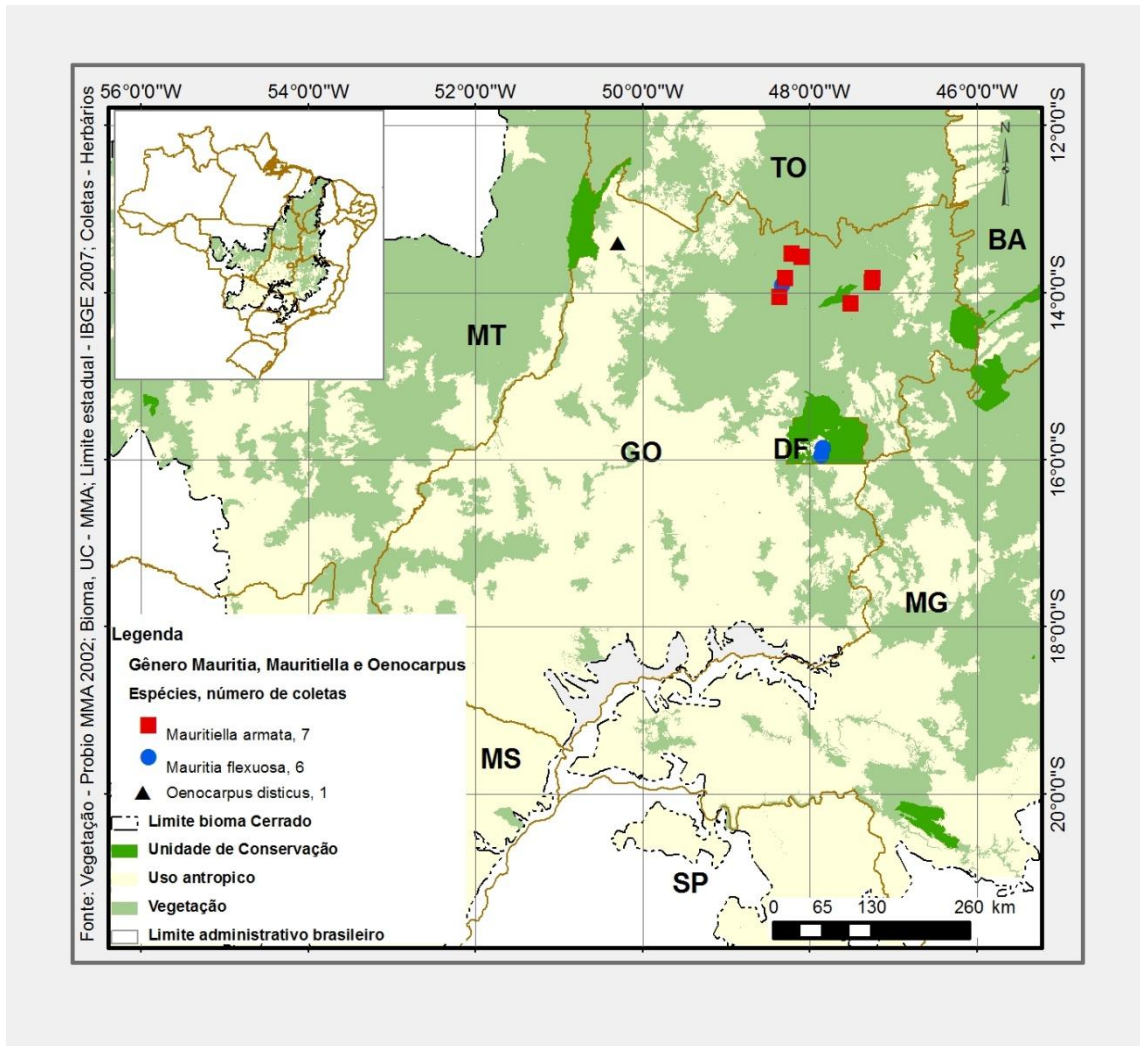 56°0'0"W 54°0'0"W 52°0'0"W 50°0'0"W 48°0'0"W 46°0'0"W
12°0'0"S
14°0'0"S
16°0'0"S
18°0'0"S
20°0'0"S
N
TO
BA
MT
GO
DF
MG
MS
SP
Legenda
Gênero Mauritia, Mauritiella e Oenocarpus
Espécies, número de coletas
Mauritiella armata, 7
Mauritia flexuosa, 6
Oenocarpus disticus, 1
Limite bioma Cerrado
Unidade de Conservação
Uso antropico
Vegetação
Limite administrativo brasileiro
0 65 130 260 km
Fonte: Vegetação - Probio MMA 2002; Bioma, UC - MMA; Limite estadual - IBGE 2007; Coletas - Herbários